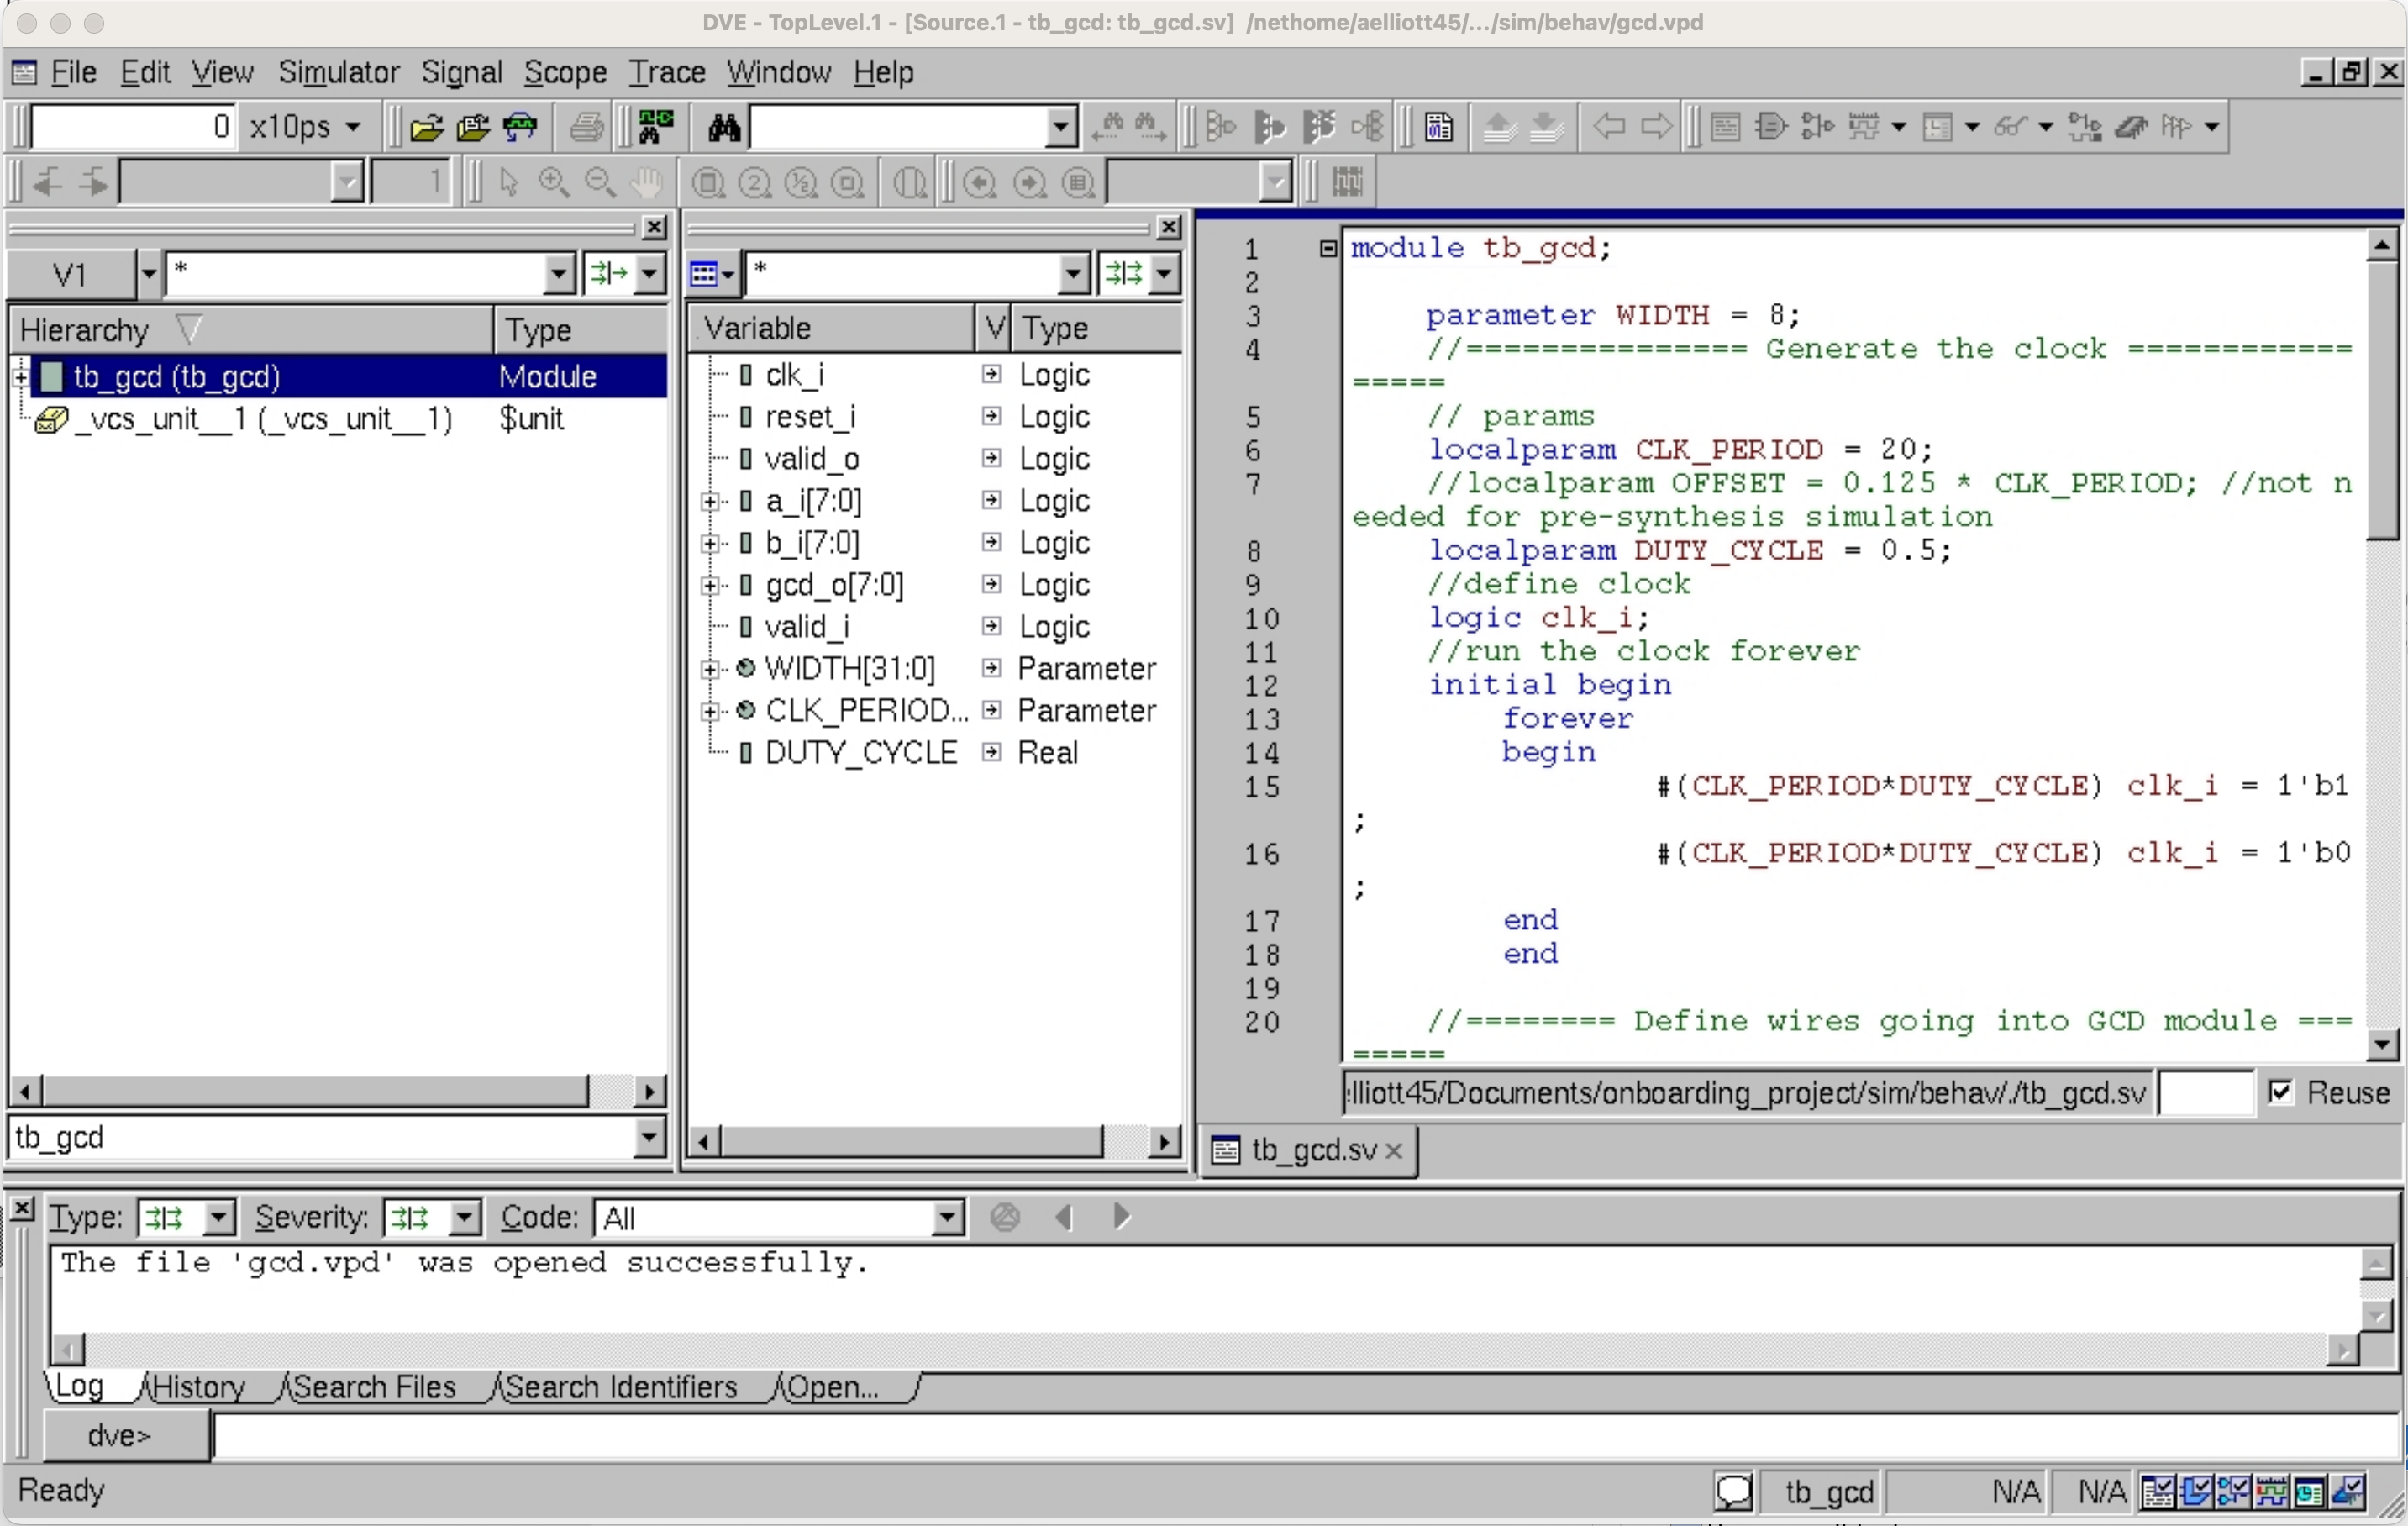 DVE - TopLevel.1 - [Source.1 - tb_gcd: tb_gcd.sv] /nethome/aelliott45/.../sim/behav/gcd.vpd
File Edit View Simulator Signal Scope Trace Window Help
0 x10ps
1
V1 *
Hierarchy Type
tb_gcd (tb_gcd) Module
_vcs_unit__1 (_vcs_unit__1) $unit
tb_gcd
*
Variable V Type
clk_i Logic
reset_i Logic
valid_o Logic
a_i[7:0] Logic
b_i[7:0] Logic
gcd_o[7:0] Logic
valid_i Logic
WIDTH[31:0] Parameter
CLK_PERIOD... Parameter
DUTY_CYCLE Real
1 module tb_gcd;
2
3 parameter WIDTH = 8;
4 //=============== Generate the clock ============
=====
5 // params
6 localparam CLK_PERIOD = 20;
7 //localparam OFFSET = 0.125 * CLK_PERIOD; //not n
eeded for pre-synthesis simulation
8 localparam DUTY_CYCLE = 0.5;
9 //define clock
10 logic clk_i;
11 //run the clock forever
12 initial begin
13 forever
14 begin
15 #(CLK_PERIOD*DUTY_CYCLE) clk_i = 1'b1
;
16 #(CLK_PERIOD*DUTY_CYCLE) clk_i = 1'b0
;
17 end
18 end
19
20 //======== Define wires going into GCD module ===
=====
lliott45/Documents/onboarding_project/sim/behav/./tb_gcd.sv Reuse
tb_gcd.sv
Type: Severity: Code: All
The file 'gcd.vpd' was opened successfully.
Log History Search Files Search Identifiers Open...
dve>
Ready tb_gcd N/A N/A